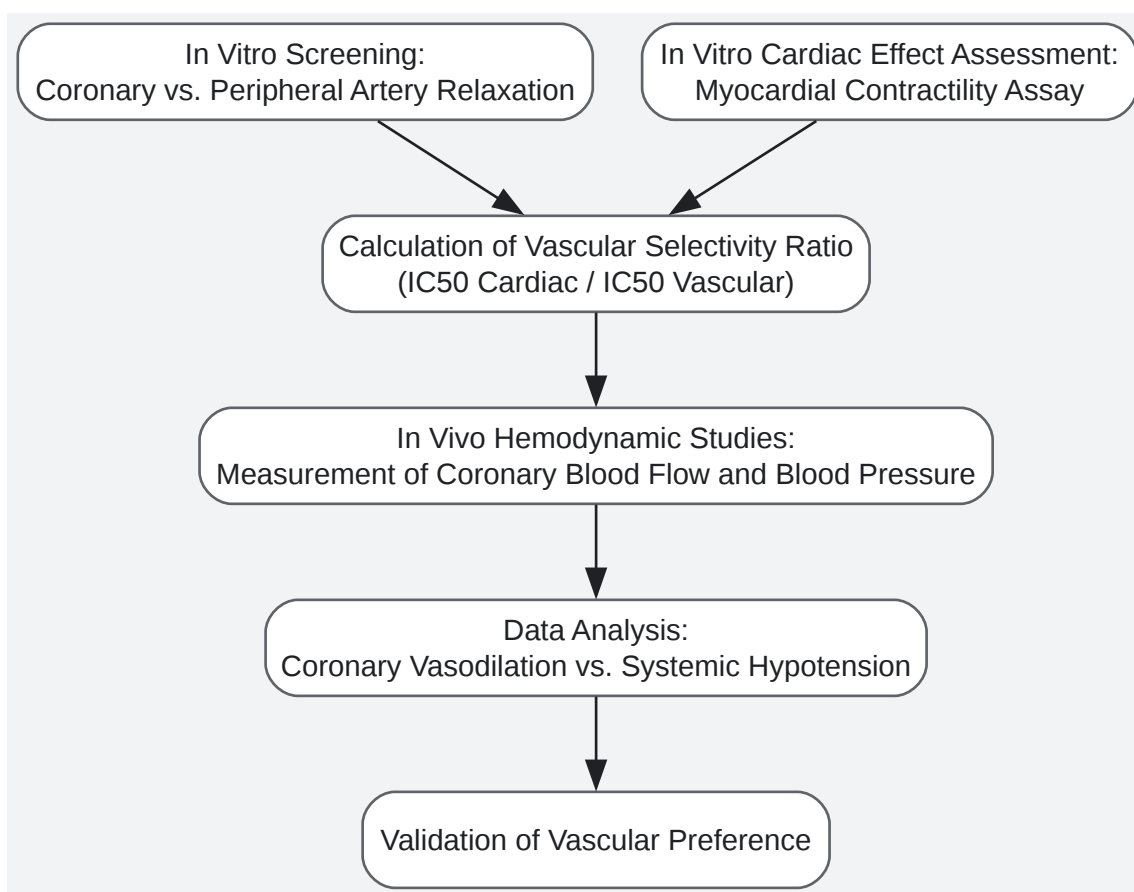 In Vitro Screening:
Coronary vs. Peripheral Artery Relaxation
In Vitro Cardiac Effect Assessment:
Myocardial Contractility Assay
Calculation of Vascular Selectivity Ratio
(IC50 Cardiac / IC50 Vascular)
In Vivo Hemodynamic Studies:
Measurement of Coronary Blood Flow and Blood Pressure
Data Analysis:
Coronary Vasodilation vs. Systemic Hypotension
Validation of Vascular Preference